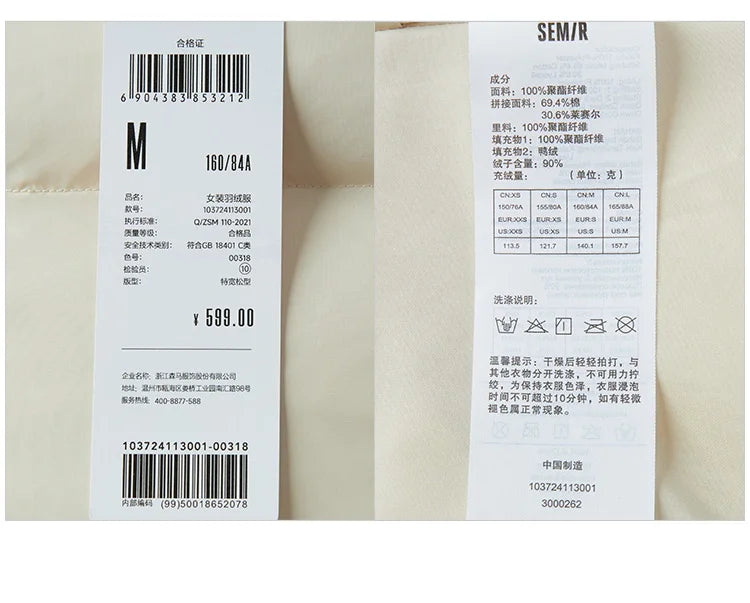 合格证
6 904383 853212
M
160/84A
品名: 女装羽绒服
款号: 103724113001
执行标准: Q/ZSM 110-2021
质量等级: 合格品
安全技术类别: 符合GB 18401 C类
色号: 00318
检验员: 10
版型: 特宽松型
¥ 599.00
企业名称: 浙江森马服饰股份有限公司
地址: 温州市瓯海区娄桥工业园南汇路98号
服务热线: 400-8877-588
103724113001-00318
内部编码 (99)50018652078
SEM/R
成分
面料: 100%聚酯纤维
拼接面料: 69.4%棉
30.6%莱赛尔
里料: 100%聚酯纤维
填充物1: 100%聚酯纤维
填充物2: 鸭绒
绒子含量: 90%
充绒量: (单位: 克)
CN:XS CN:S CN:M CN:L
150/76A 155/80A 160/84A 165/88A
EUR:XXS EUR:XS EUR:S EUR:M
US:XXS US:XS US:S US:M
113.5 121.7 140.1 157.7
洗涤说明:
温馨提示: 干燥后轻轻拍打, 与
其他衣物分开洗涤, 不可用力拧
绞, 为保持衣服色泽, 衣服浸泡
时间不可超过10分钟, 如有轻微
褪色属正常现象。
中国制造
103724113001
3000262